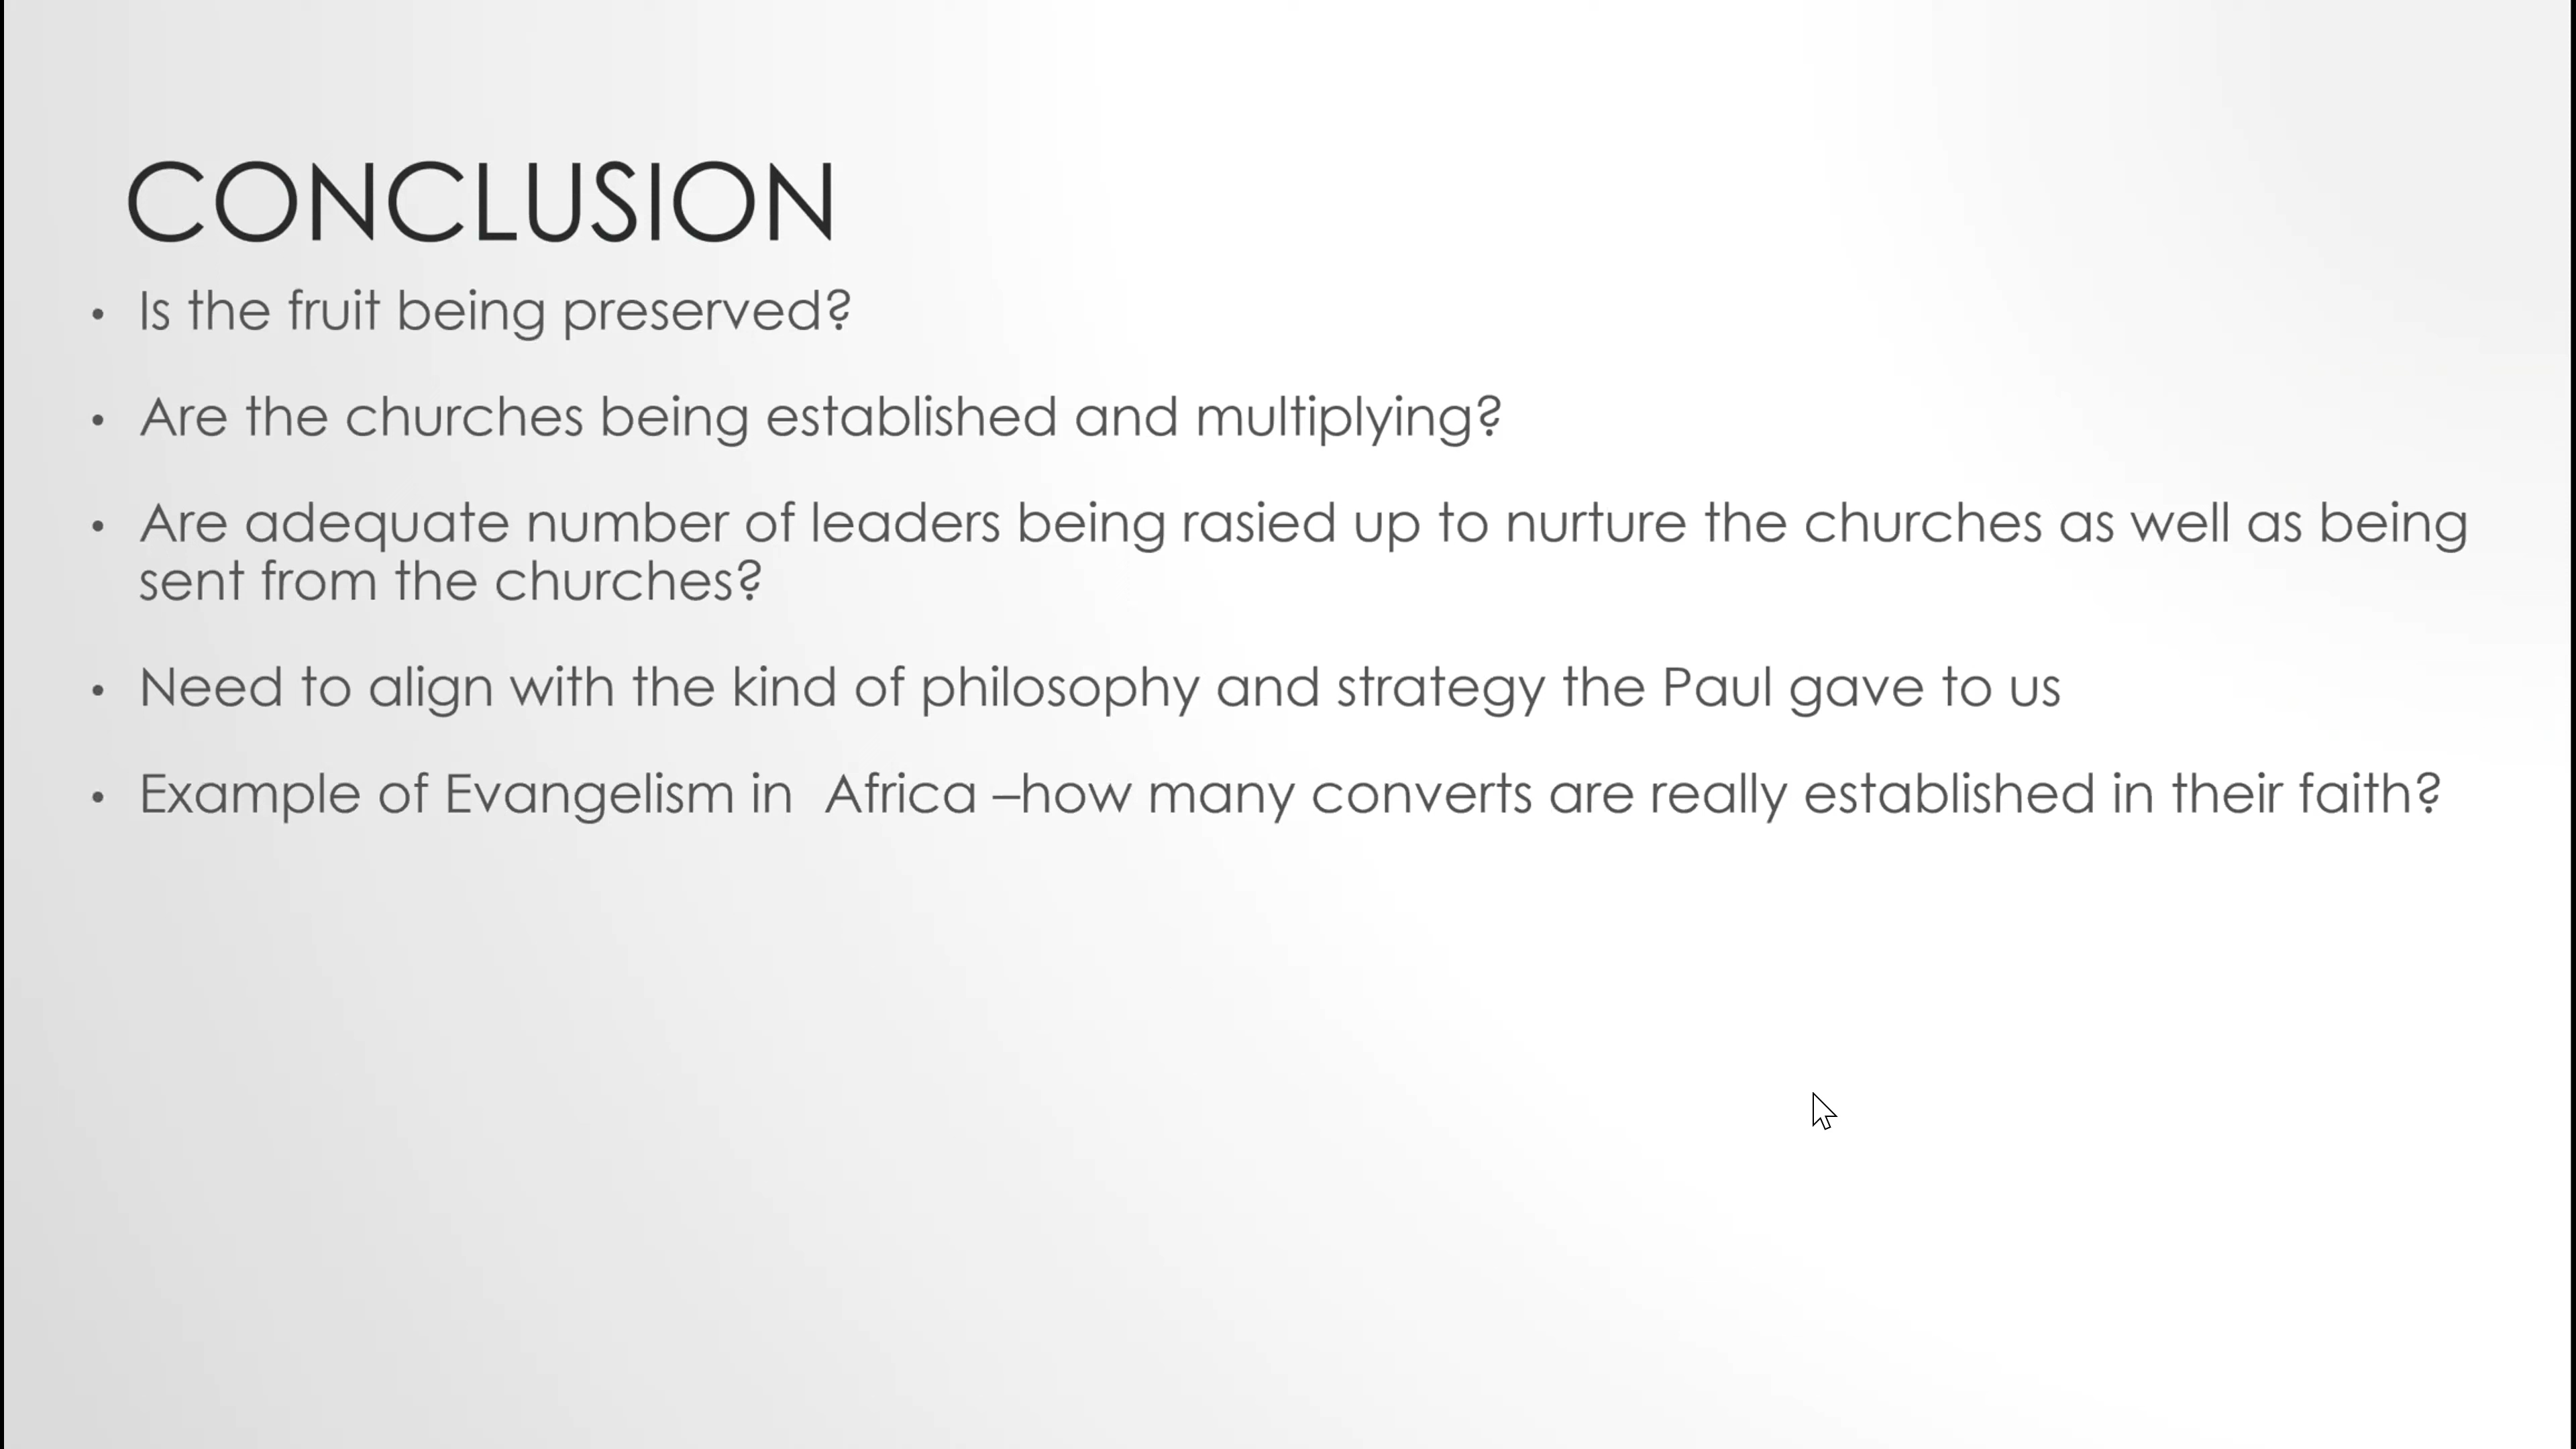 CONCLUSION
• Is the fruit being preserved?
• Are the churches being established and multiplying?
• Are adequate number of leaders being rasied up to nurture the churches as well as being
sent from the churches?
• Need to align with the kind of philosophy and strategy the Paul gave to us
• Example of Evangelism in  Africa –how many converts are really established in their faith?